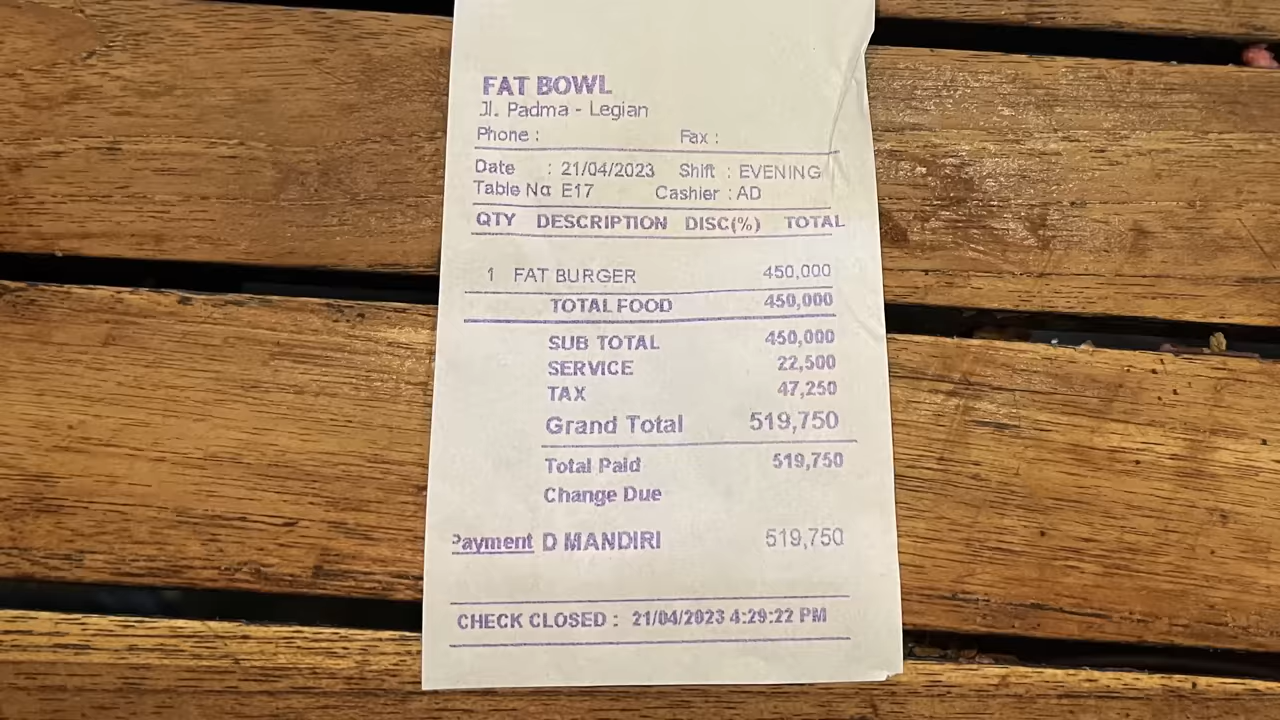 FAT BOWL
Jl. Padma - Legian
Phone : Fax :
Date : 21/04/2023 Shift : EVENING
Table No E17 Cashier : AD
QTY DESCRIPTION DISC(%) TOTAL
1 FAT BURGER 450,000
TOTAL FOOD 450,000
SUB TOTAL 450,000
SERVICE 22,500
TAX 47,250
Grand Total 519,750
Total Paid 519,750
Change Due
Payment D MANDIRI 519,750
CHECK CLOSED : 21/04/2023 4:29:22 PM